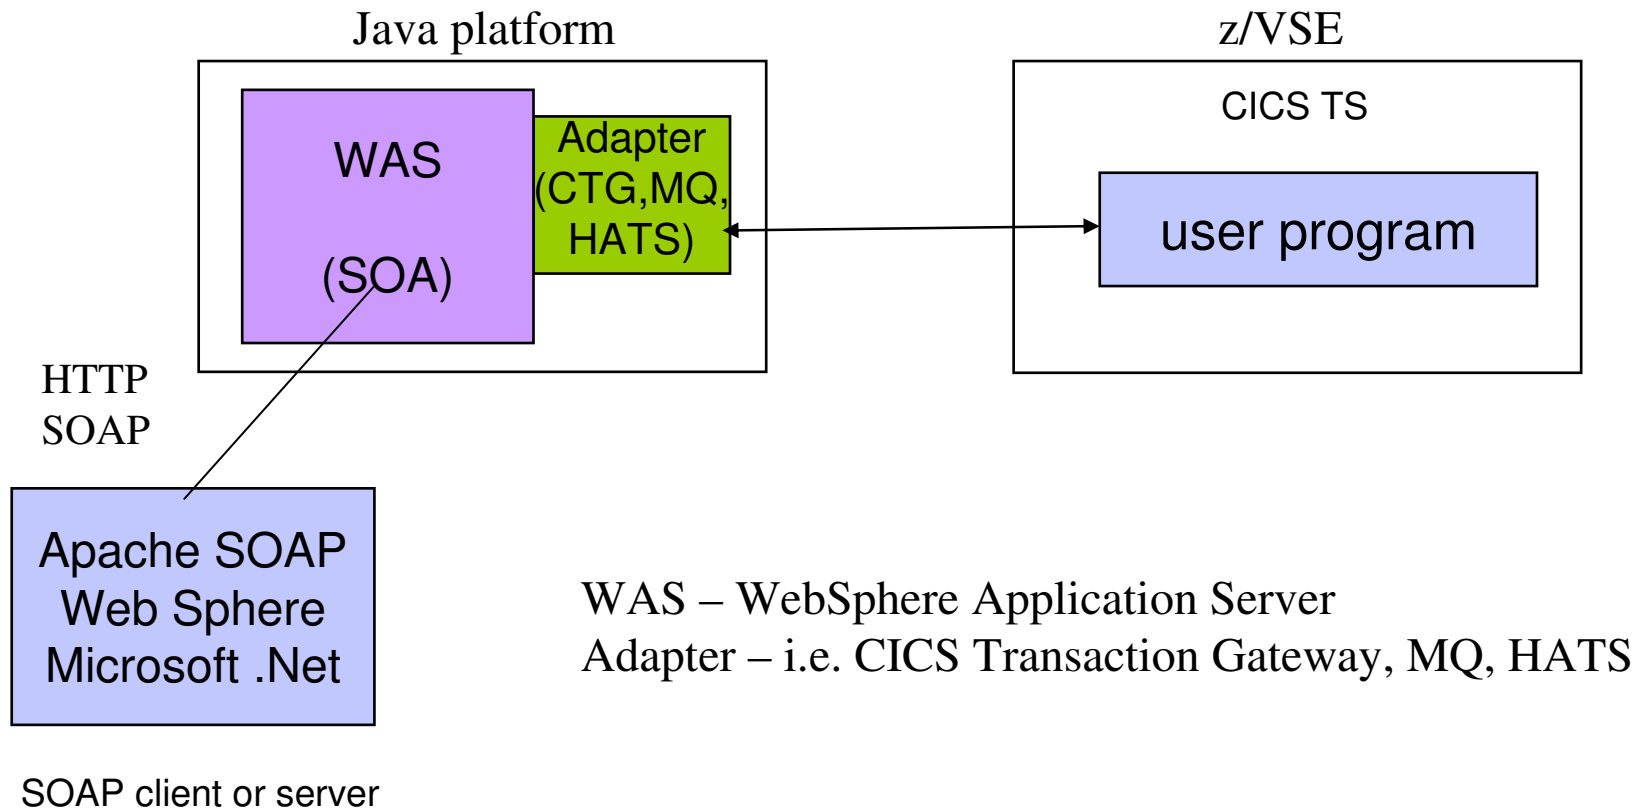 Java platform
z/VSE
WAS
(SOA)
Adapter
(CTG,MQ,
HATS)
CICS TS
user program
HTTP
SOAP
Apache SOAP
Web Sphere
Microsoft .Net
WAS – WebSphere Application Server
Adapter – i.e. CICS Transaction Gateway, MQ, HATS
SOAP client or server